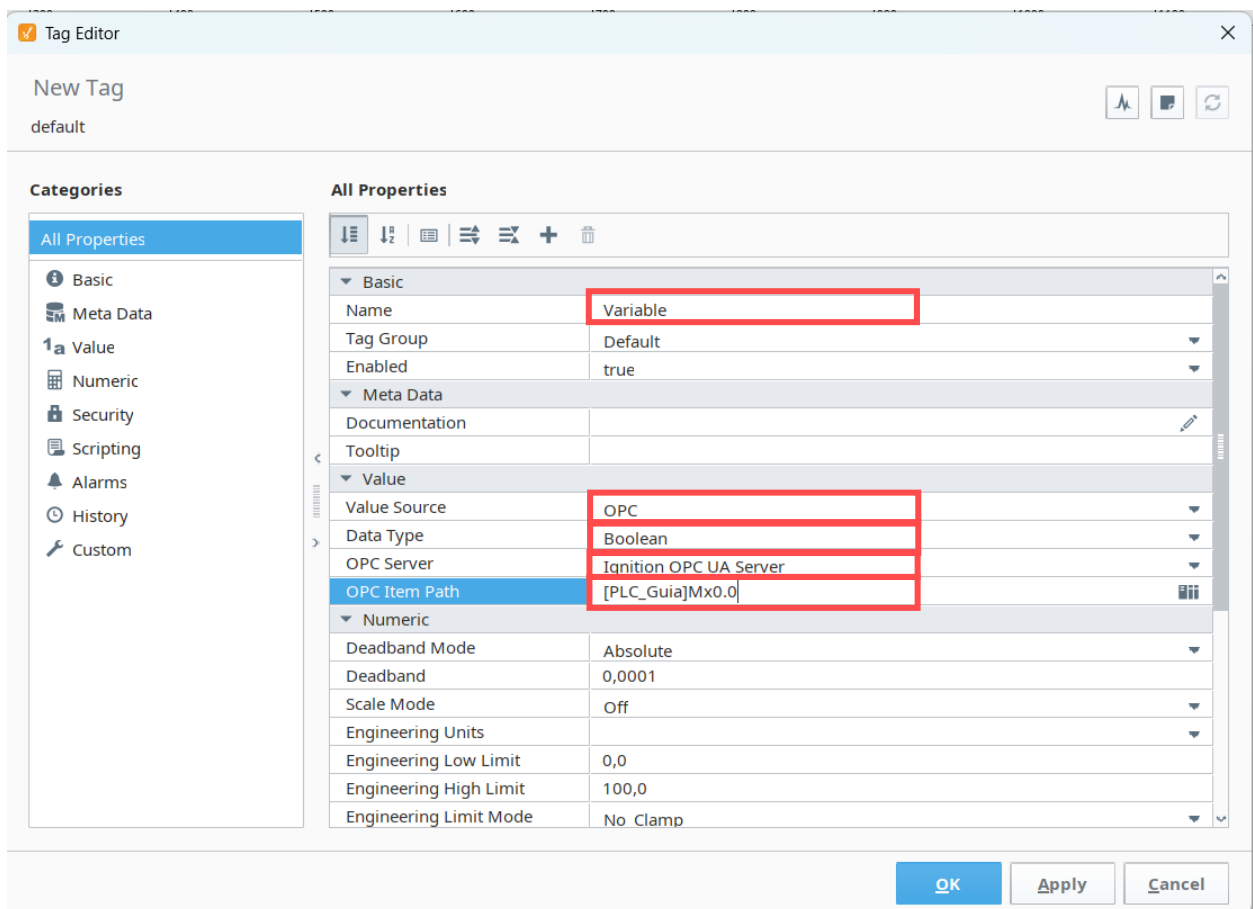 Tag Editor
New Tag
default
Categories
All Properties
Basic
Meta Data
1a Value
Numeric
Security
Scripting
Alarms
History
Custom
All Properties
Basic
Name Variable
Tag Group Default
Enabled true
Meta Data
Documentation
Tooltip
Value
Value Source OPC
Data Type Boolean
OPC Server Ignition OPC UA Server
OPC Item Path [PLC_Guia]Mx0.0
Numeric
Deadband Mode Absolute
Deadband 0,0001
Scale Mode Off
Engineering Units
Engineering Low Limit 0,0
Engineering High Limit 100,0
Engineering Limit Mode No_Clamp
OK Apply Cancel